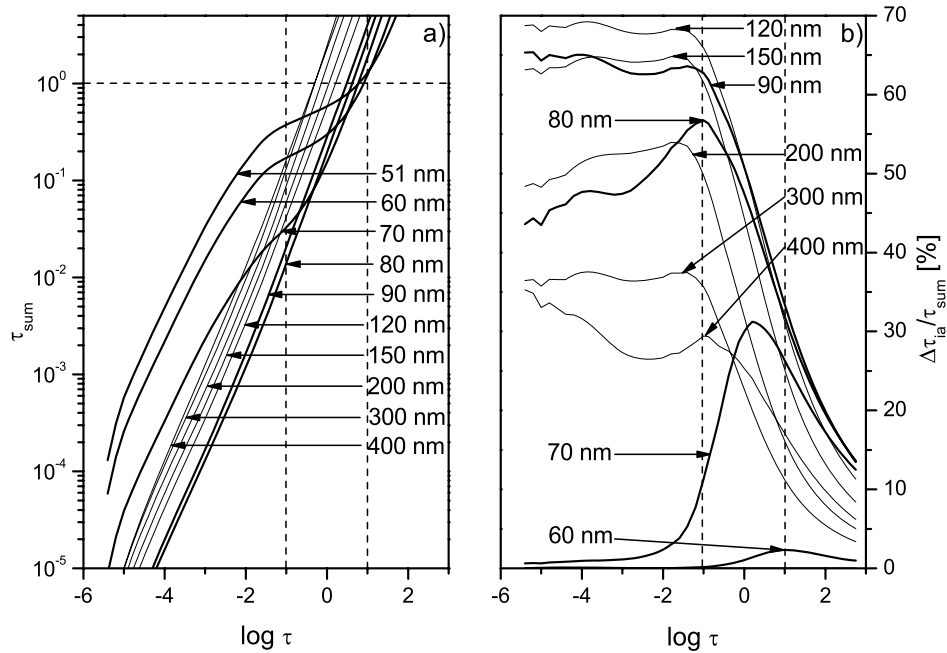 a)
10⁰
10⁻¹
10⁻²
10⁻³
10⁻⁴
10⁻⁵
τsum
51 nm
60 nm
70 nm
80 nm
90 nm
120 nm
150 nm
200 nm
300 nm
400 nm
-6 -4 -2 0 2
log τ
b)
120 nm
150 nm
90 nm
80 nm
200 nm
300 nm
400 nm
70 nm
60 nm
70
60
50
40
30
20
10
0
Δτia/τsum [%]
-6 -4 -2 0 2
log τ